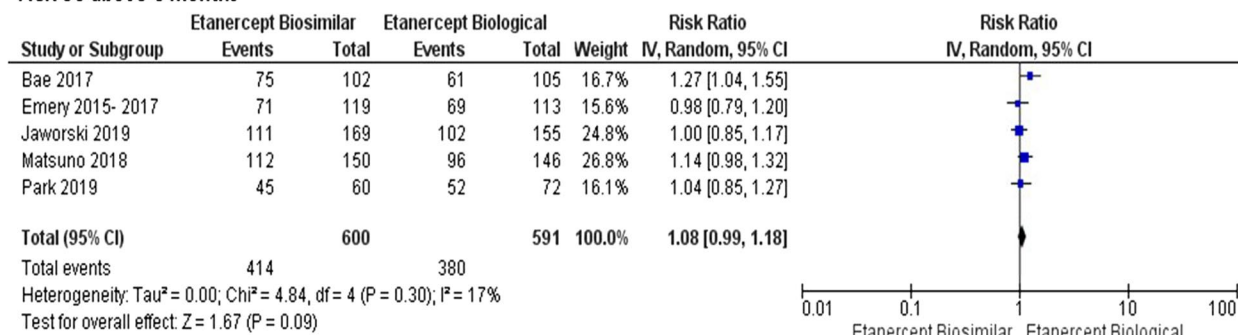 Etanercept Biosimilar Etanercept Biological Risk Ratio Risk Ratio
Study or Subgroup Events Total Events Total Weight IV, Random, 95% CI IV, Random, 95% CI
Bae 2017 75 102 61 105 16.7% 1.27 [1.04, 1.55]
Emery 2015- 2017 71 119 69 113 15.6% 0.98 [0.79, 1.20]
Jaworski 2019 111 169 102 155 24.8% 1.00 [0.85, 1.17]
Matsuno 2018 112 150 96 146 26.8% 1.14 [0.98, 1.32]
Park 2019 45 60 52 72 16.1% 1.04 [0.85, 1.27]
Total (95% CI) 600 591 100.0% 1.08 [0.99, 1.18]
Total events 414 380
Heterogeneity: Tau² = 0.00; Chi² = 4.84, df = 4 (P = 0.30); I² = 17%
Test for overall effect: Z = 1.67 (P = 0.09)
0.01 0.1 1 10 100
Etanercept Biosimilar Etanercept Biological